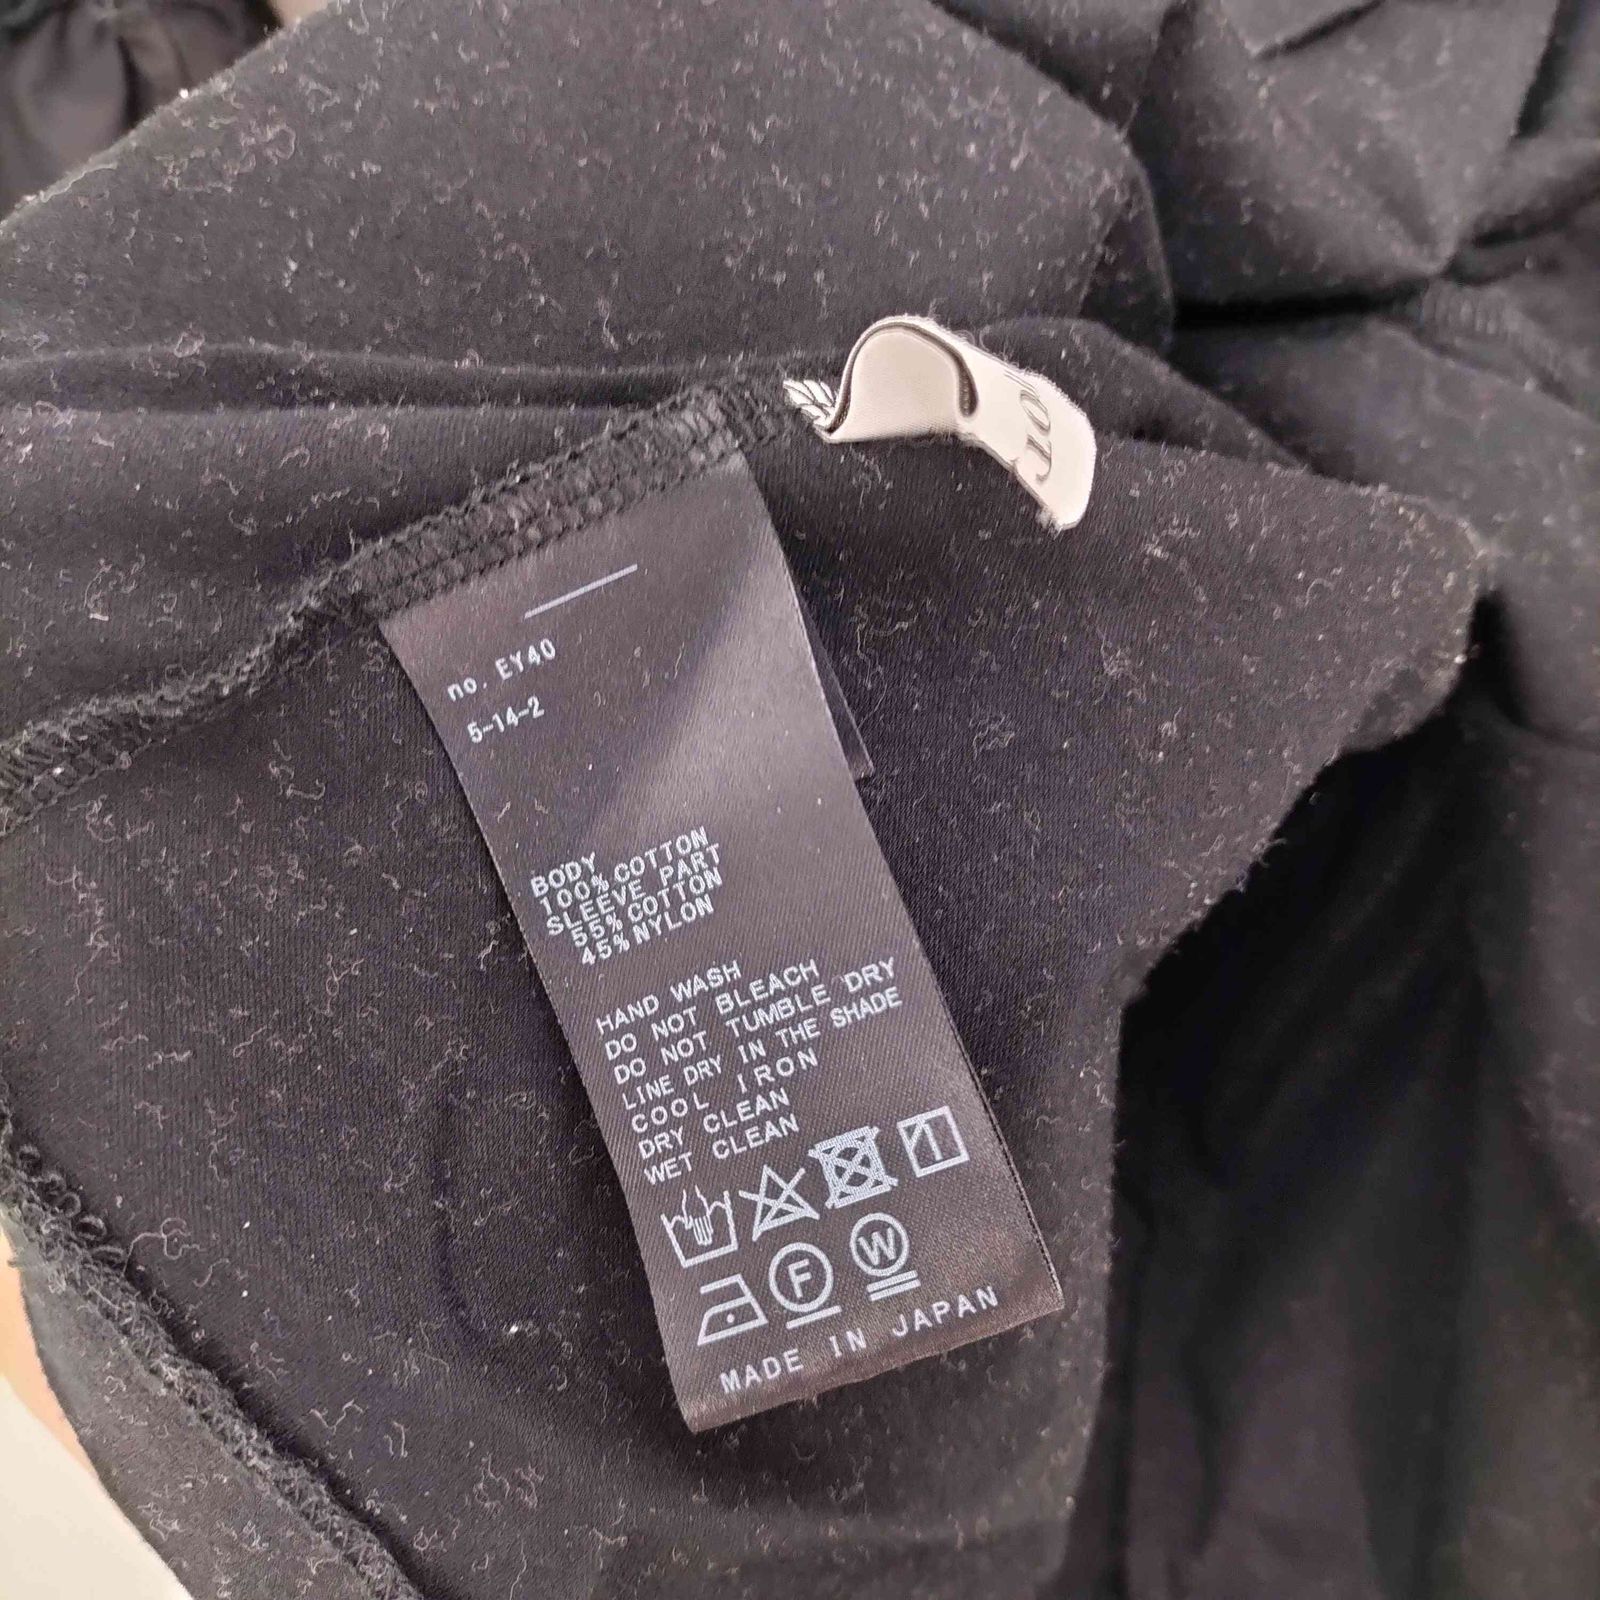 no. EY40
5-14-2
BODY
100% COTTON
SLEEVE PART
55% COTTON
45% NYLON
HAND WASH
DO NOT BLEACH
DO NOT TUMBLE DRY
LINE DRY IN THE SHADE
COOL IRON
DRY CLEAN
WET CLEAN
F
W
MADE IN JAPAN